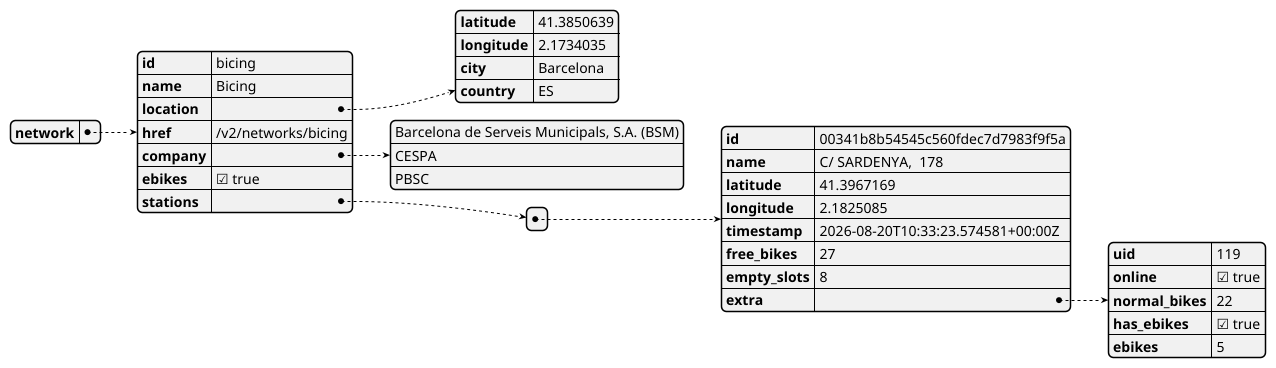 network
id bicing
name Bicing
location
href /v2/networks/bicing
company
ebikes ☑ true
stations
latitude 41.3850639
longitude 2.1734035
city Barcelona
country ES
Barcelona de Serveis Municipals, S.A. (BSM)
CESPA
PBSC
id 00341b8b54545c560fdec7d7983f9f5a
name C/ SARDENYA,  178
latitude 41.3967169
longitude 2.1825085
timestamp 2026-08-20T10:33:23.574581+00:00Z
free_bikes 27
empty_slots 8
extra
uid 119
online ☑ true
normal_bikes 22
has_ebikes ☑ true
ebikes 5